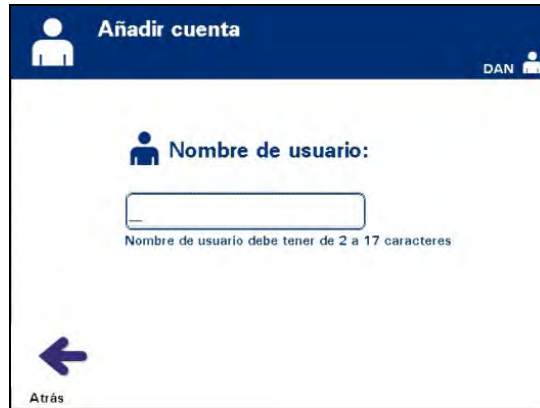 Añadir cuenta
DAN
Nombre de usuario:
_
Nombre de usuario debe tener de 2 a 17 caracteres
Atrás